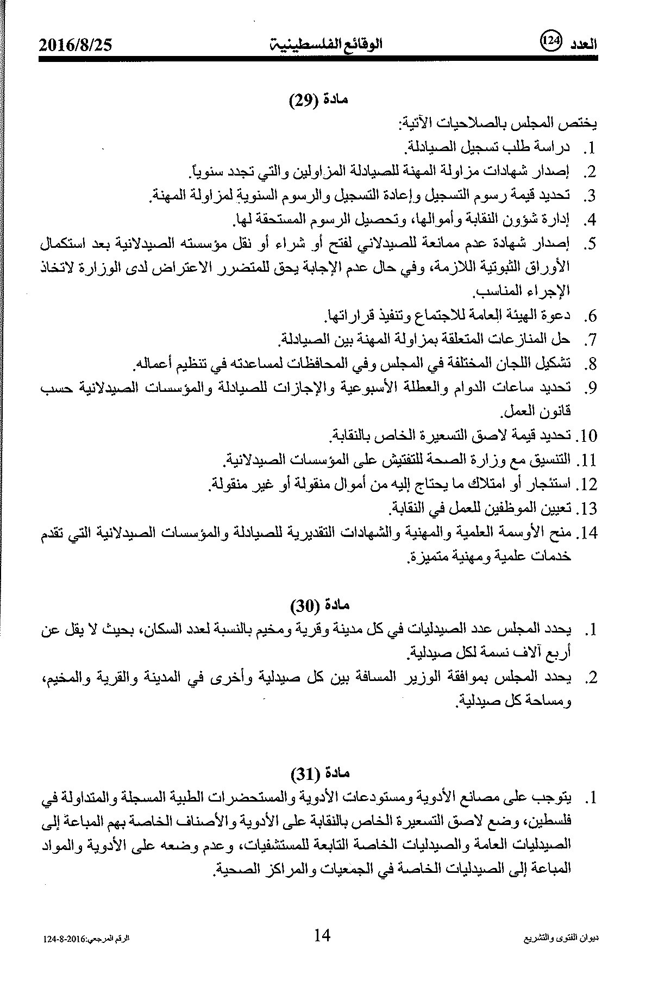 العدد 124 الوقائع الفلسطينية 2016/8/25
مادة (29)
يختص المجلس بالصلاحيات الآتية:
1. دراسة طلب تسجيل الصيادلة.
2. إصدار شهادات مزاولة المهنة للصيادلة المزاولين والتي تجدد سنوياً.
3. تحديد قيمة رسوم التسجيل وإعادة التسجيل والرسوم السنوية لمزاولة المهنة.
4. إدارة شؤون النقابة وأموالها، وتحصيل الرسوم المستحقة لها.
5. إصدار شهادة عدم ممانعة للصيدلاني لفتح أو شراء أو نقل مؤسسته الصيدلانية بعد استكمال
الأوراق الثبوتية اللازمة، وفي حال عدم الإجابة يحق للمتضرر الاعتراض لدى الوزارة لاتخاذ
الإجراء المناسب.
6. دعوة الهيئة العامة للاجتماع وتنفيذ قراراتها.
7. حل المنازعات المتعلقة بمزاولة المهنة بين الصيادلة.
8. تشكيل اللجان المختلفة في المجلس وفي المحافظات لمساعدته في تنظيم أعماله.
9. تحديد ساعات الدوام والعطلة الأسبوعية والإجازات للصيادلة والمؤسسات الصيدلانية حسب
قانون العمل.
10. تحديد قيمة لاصق التسعيرة الخاص بالنقابة.
11. التنسيق مع وزارة الصحة للتفتيش على المؤسسات الصيدلانية.
12. استئجار أو امتلاك ما يحتاج إليه من أموال منقولة أو غير منقولة.
13. تعيين الموظفين للعمل في النقابة.
14. منح الأوسمة العلمية والمهنية والشهادات التقديرية للصيادلة والمؤسسات الصيدلانية التي تقدم
خدمات علمية ومهنية متميزة.
مادة (30)
1. يحدد المجلس عدد الصيدليات في كل مدينة وقرية ومخيم بالنسبة لعدد السكان، بحيث لا يقل عن
أربع آلاف نسمة لكل صيدلية.
2. يحدد المجلس بموافقة الوزير المسافة بين كل صيدلية وأخرى في المدينة والقرية والمخيم،
ومساحة كل صيدلية.
مادة (31)
1. يتوجب على مصانع الأدوية ومستودعات الأدوية والمستحضرات الطبية المسجلة والمتداولة في
فلسطين، وضع لاصق التسعيرة الخاص بالنقابة على الأدوية والأصناف الخاصة بهم المباعة إلى
الصيدليات العامة والصيدليات الخاصة التابعة للمستشفيات، وعدم وضعه على الأدوية والمواد
المباعة إلى الصيدليات الخاصة في الجمعيات والمراكز الصحية.
ديوان الفتوى والتشريع 14 الرقم المرجعي:2016-8-124